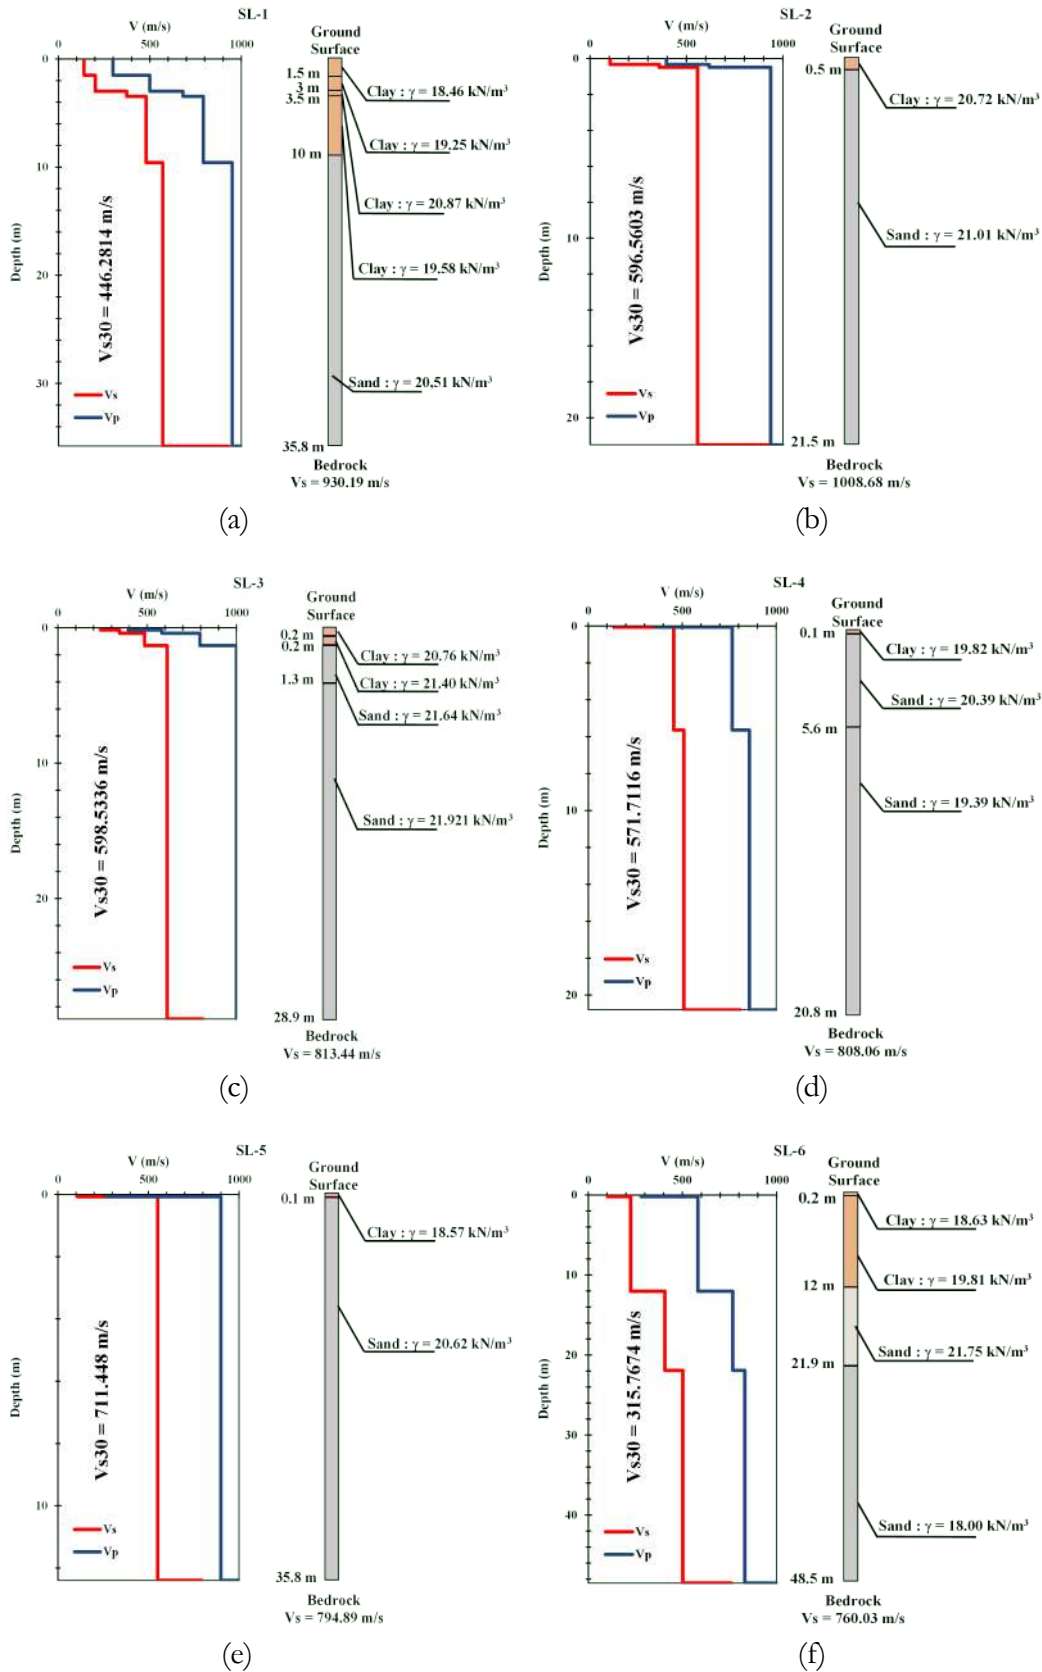 SL-1
V (m/s)
0 500 1000
Ground
Surface
0
10
20
30
Depth (m)
Vs30 = 446.2814 m/s
Vs
Vp
1.5 m
3 m
3.5 m
10 m
35.8 m
Clay : γ = 18.46 kN/m³
Clay : γ = 19.25 kN/m³
Clay : γ = 20.87 kN/m³
Clay : γ = 19.58 kN/m³
Sand : γ = 20.51 kN/m³
Bedrock
Vs = 930.19 m/s
(a)
SL-2
V (m/s)
0 500 1000
Ground
Surface
0
10
20
Depth (m)
Vs30 = 596.5603 m/s
Vs
Vp
0.5 m
21.5 m
Clay : γ = 20.72 kN/m³
Sand : γ = 21.01 kN/m³
Bedrock
Vs = 1008.68 m/s
(b)
SL-3
V (m/s)
0 500 1000
Ground
Surface
0
10
20
Depth (m)
Vs30 = 598.5336 m/s
Vs
Vp
0.2 m
0.2 m
1.3 m
28.9 m
Clay : γ = 20.76 kN/m³
Clay : γ = 21.40 kN/m³
Sand : γ = 21.64 kN/m³
Sand : γ = 21.921 kN/m³
Bedrock
Vs = 813.44 m/s
(c)
SL-4
V (m/s)
0 500 1000
Ground
Surface
0
10
20
Depth (m)
Vs30 = 571.7116 m/s
Vs
Vp
0.1 m
5.6 m
20.8 m
Clay : γ = 19.82 kN/m³
Sand : γ = 20.39 kN/m³
Sand : γ = 19.39 kN/m³
Bedrock
Vs = 808.06 m/s
(d)
SL-5
V (m/s)
0 500 1000
Ground
Surface
0
10
Depth (m)
Vs30 = 711.448 m/s
Vs
Vp
0.1 m
35.8 m
Clay : γ = 18.57 kN/m³
Sand : γ = 20.62 kN/m³
Bedrock
Vs = 794.89 m/s
(e)
SL-6
V (m/s)
0 500 1000
Ground
Surface
0
10
20
30
40
Depth (m)
Vs30 = 315.7674 m/s
Vs
Vp
0.2 m
12 m
21.9 m
48.5 m
Clay : γ = 18.63 kN/m³
Clay : γ = 19.81 kN/m³
Sand : γ = 21.75 kN/m³
Sand : γ = 18.00 kN/m³
Bedrock
Vs = 760.03 m/s
(f)